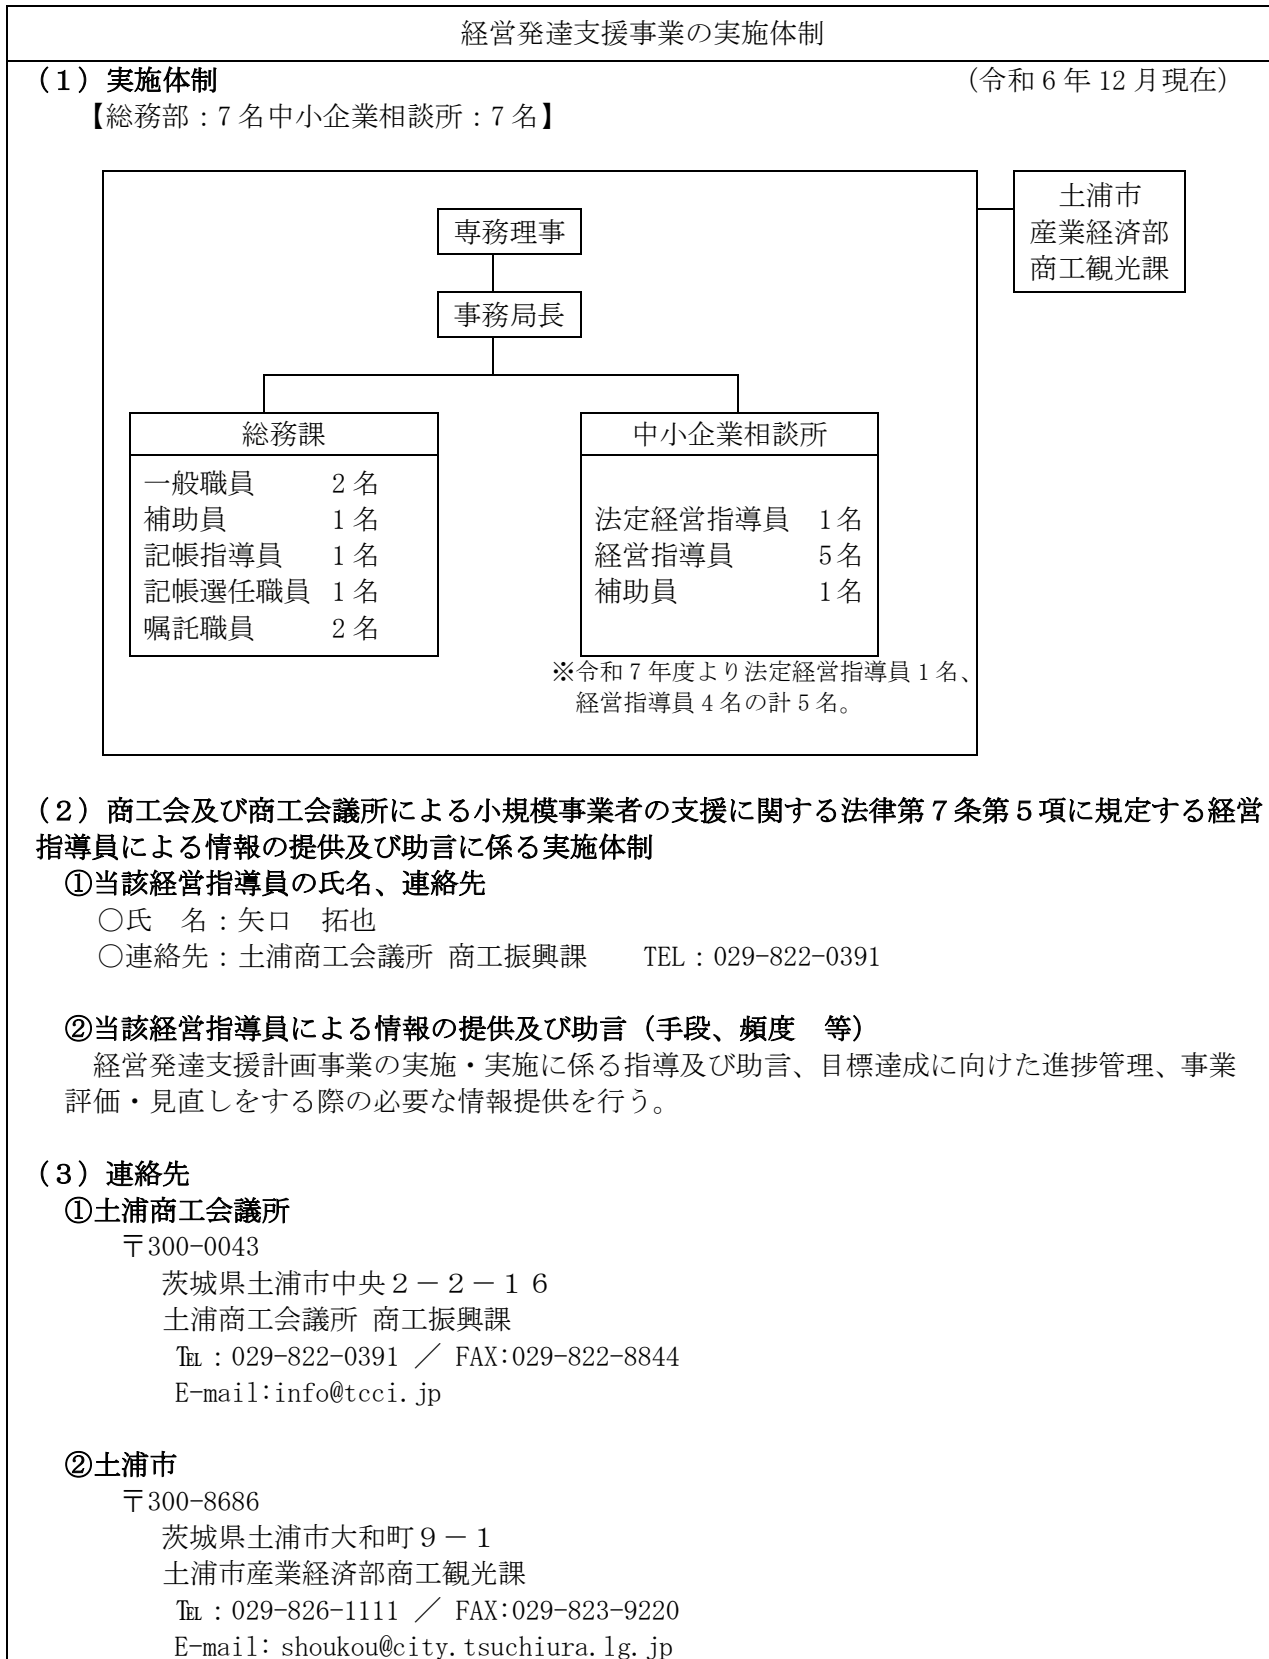 経営発達支援事業の実施体制
(1)実施体制 (令和6年12月現在)
【総務部:7名中小企業相談所:7名】
土浦市
産業経済部
商工観光課
専務理事
事務局長
総務課
一般職員 2名
補助員 1名
記帳指導員 1名
記帳選任職員 1名
嘱託職員 2名
中小企業相談所
法定経営指導員 1名
経営指導員 5名
補助員 1名
※令和7年度より法定経営指導員1名、
経営指導員4名の計5名。
(2)商工会及び商工会議所による小規模事業者の支援に関する法律第7条第5項に規定する経営
指導員による情報の提供及び助言に係る実施体制
①当該経営指導員の氏名、連絡先
○氏 名:矢口 拓也
○連絡先:土浦商工会議所 商工振興課 TEL:029-822-0391
②当該経営指導員による情報の提供及び助言(手段、頻度 等)
経営発達支援計画事業の実施・実施に係る指導及び助言、目標達成に向けた進捗管理、事業
評価・見直しをする際の必要な情報提供を行う。
(3)連絡先
①土浦商工会議所
〒300-0043
茨城県土浦市中央2-2-16
土浦商工会議所 商工振興課
℡:029-822-0391 / FAX:029-822-8844
E-mail:info@tcci.jp
②土浦市
〒300-8686
茨城県土浦市大和町9-1
土浦市産業経済部商工観光課
℡:029-826-1111 / FAX:029-823-9220
E-mail: shoukou@city.tsuchiura.lg.jp